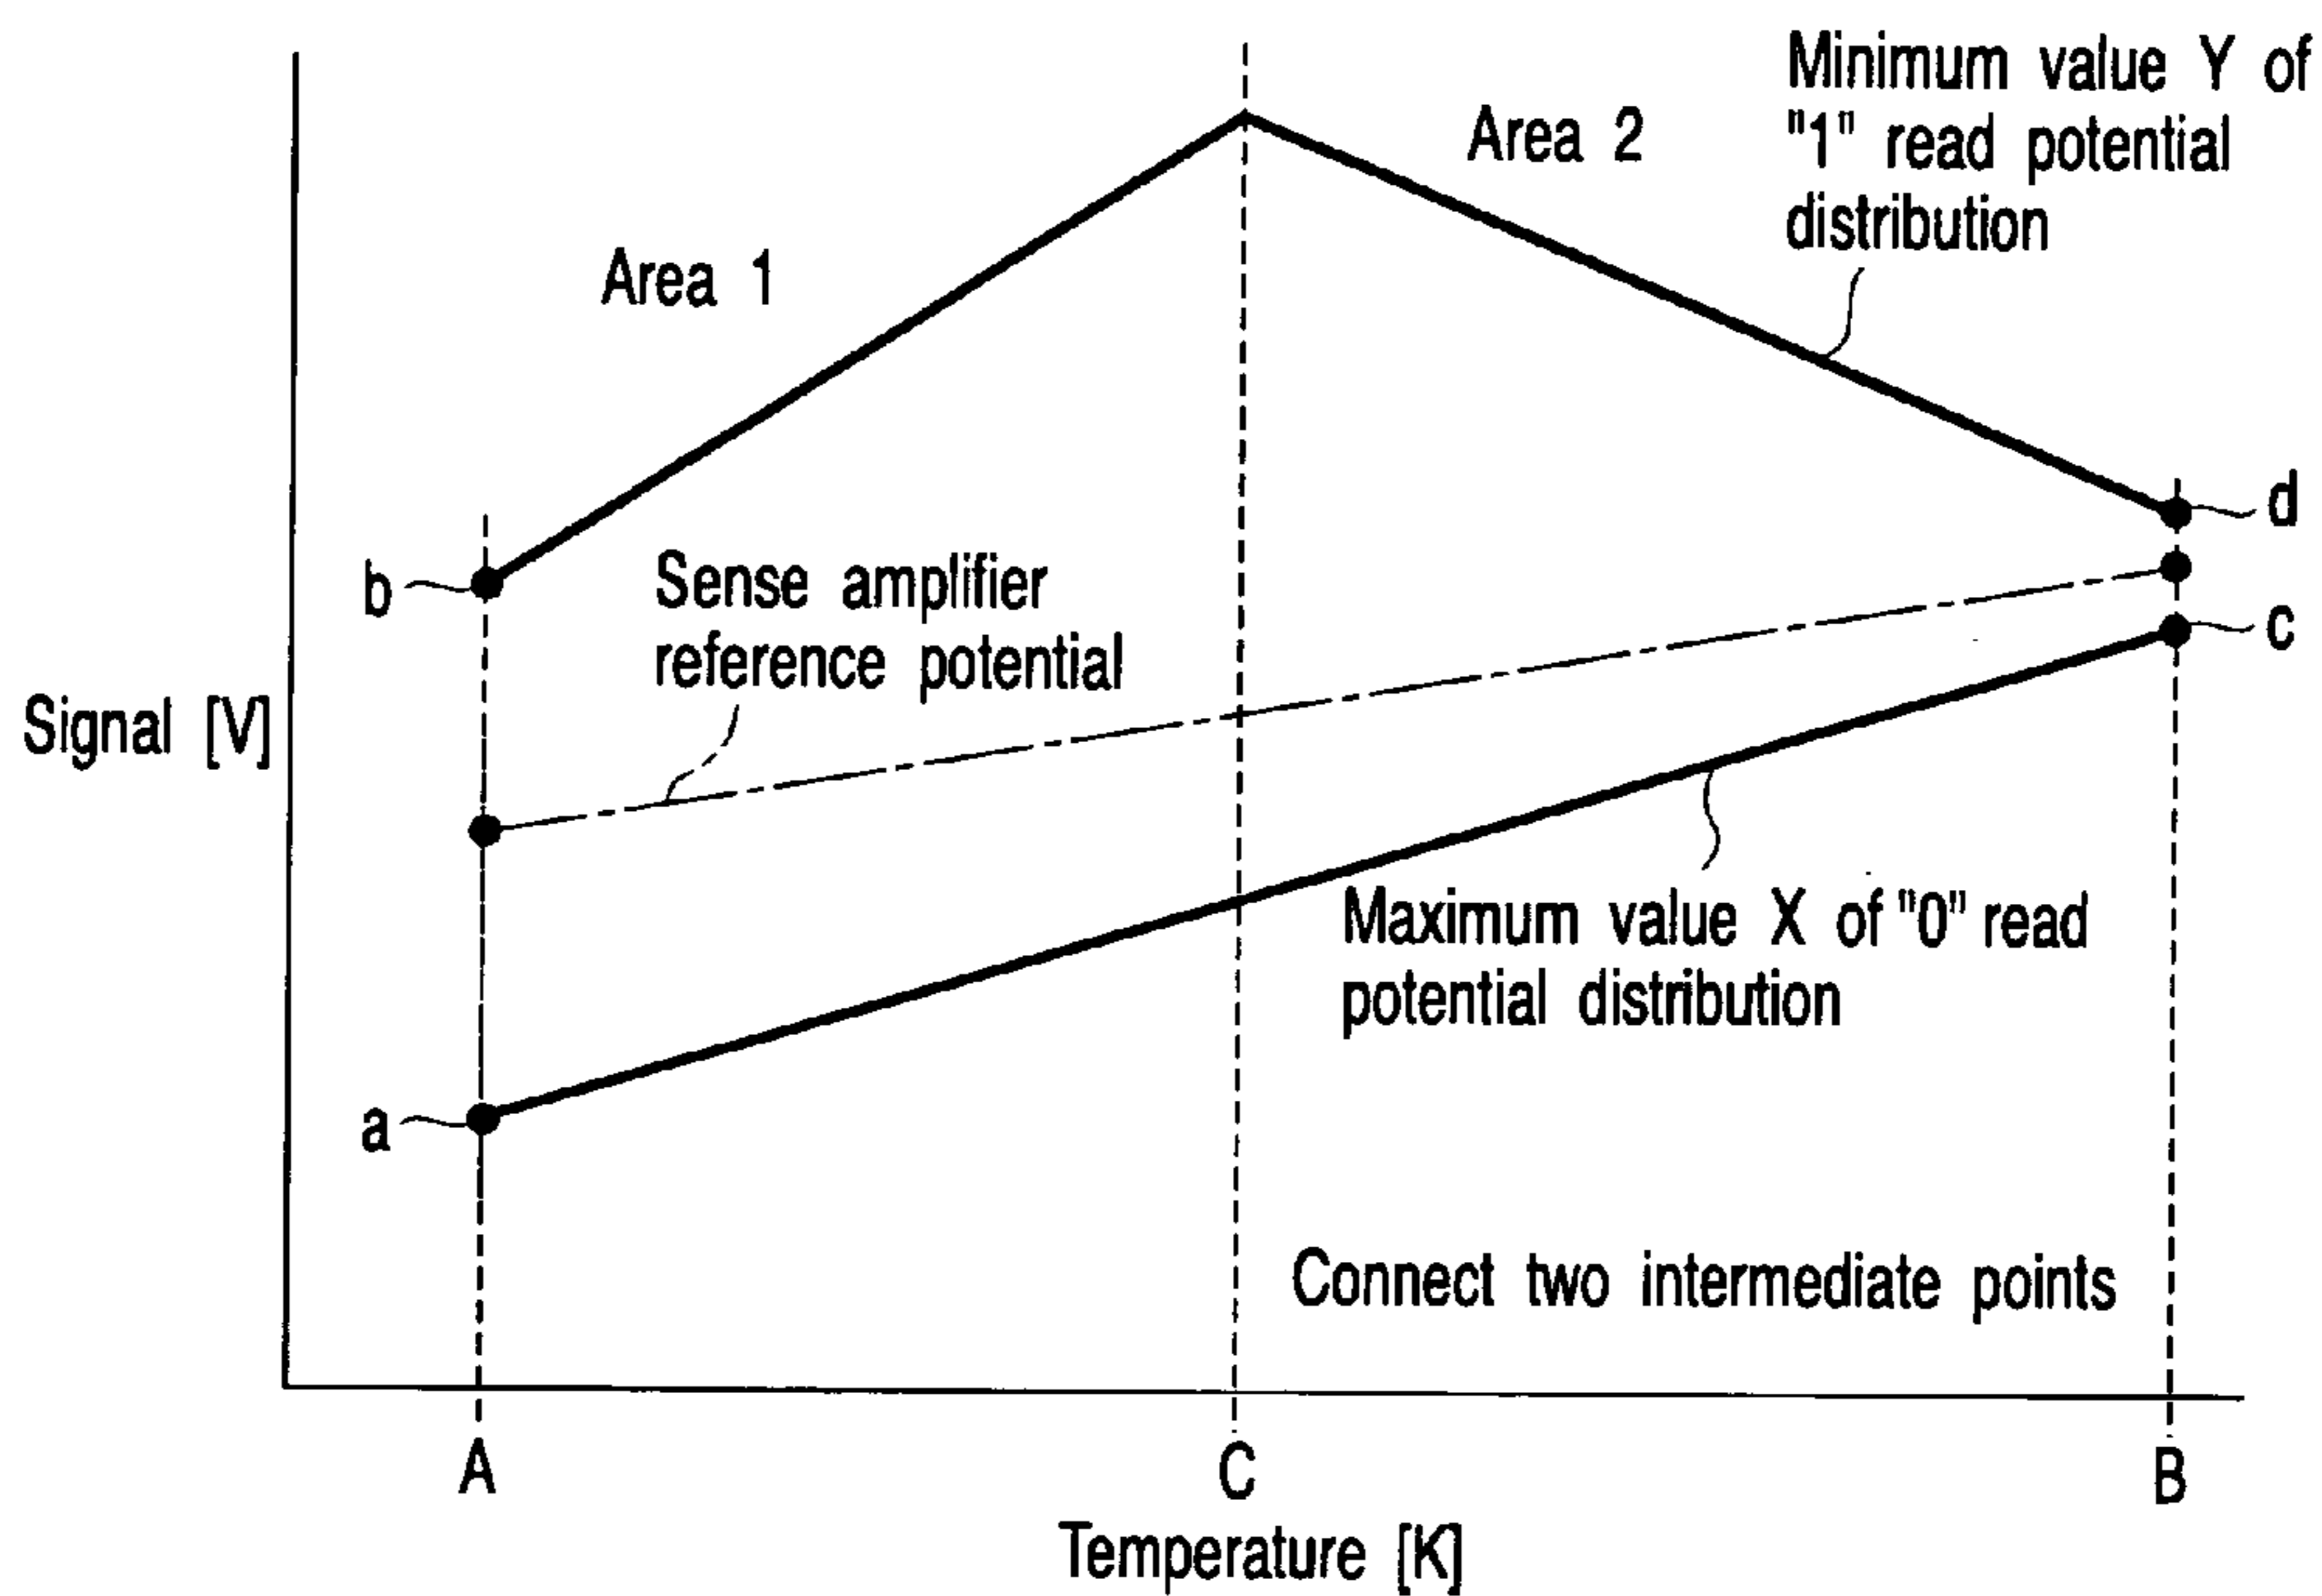 Minimum value Y of
"1" read potential
distribution
Area 2
Area 1
d
b
Sense amplifier
reference potential
c
Signal [V]
Maximum value X of "0" read
potential distribution
a
Connect two intermediate points
A
C
B
Temperature [K]